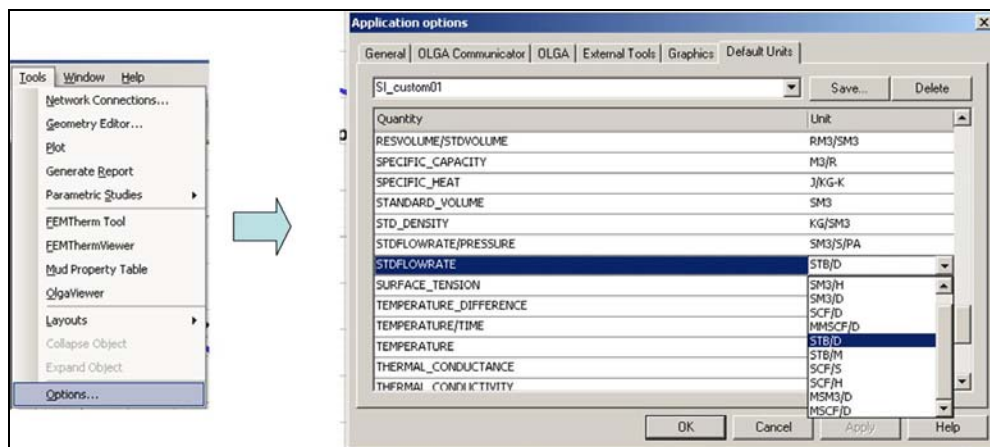 Tools Window Help
Network Connections...
Geometry Editor...
Plot
Generate Report
Parametric Studies
FEMTherm Tool
FEMThermViewer
Mud Property Table
OlgaViewer
Layouts
Collapse Object
Expand Object
Options...
Application options
General OLGA Communicator OLGA External Tools Graphics Default Units
SI_custom01 Save... Delete
Quantity Unit
RESVOLUME/STDVOLUME RM3/SM3
SPECIFIC_CAPACITY M3/R
SPECIFIC_HEAT J/KG-K
STANDARD_VOLUME SM3
STD_DENSITY KG/SM3
STDFLOWRATE/PRESSURE SM3/S/PA
STDFLOWRATE STB/D
SURFACE_TENSION
TEMPERATURE_DIFFERENCE
TEMPERATURE/TIME
TEMPERATURE
THERMAL_CONDUCTANCE
THERMAL_CONDUCTIVITY
SM3/H
SM3/D
SCF/D
MMSCF/D
STB/D
STB/M
SCF/S
SCF/H
MSM3/D
MSCF/D
OK Cancel Apply Help